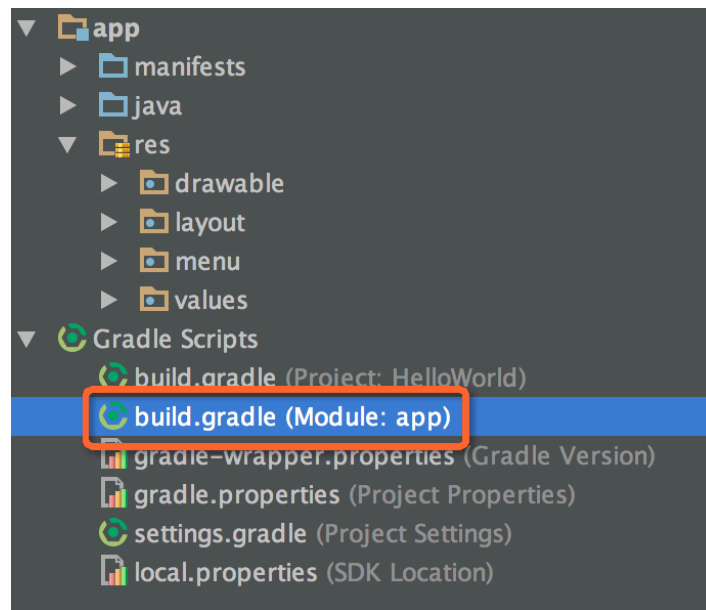 app
manifests
java
res
drawable
layout
menu
values
Gradle Scripts
build.gradle (Project: HelloWorld)
build.gradle (Module: app)
gradle-wrapper.properties (Gradle Version)
gradle.properties (Project Properties)
settings.gradle (Project Settings)
local.properties (SDK Location)